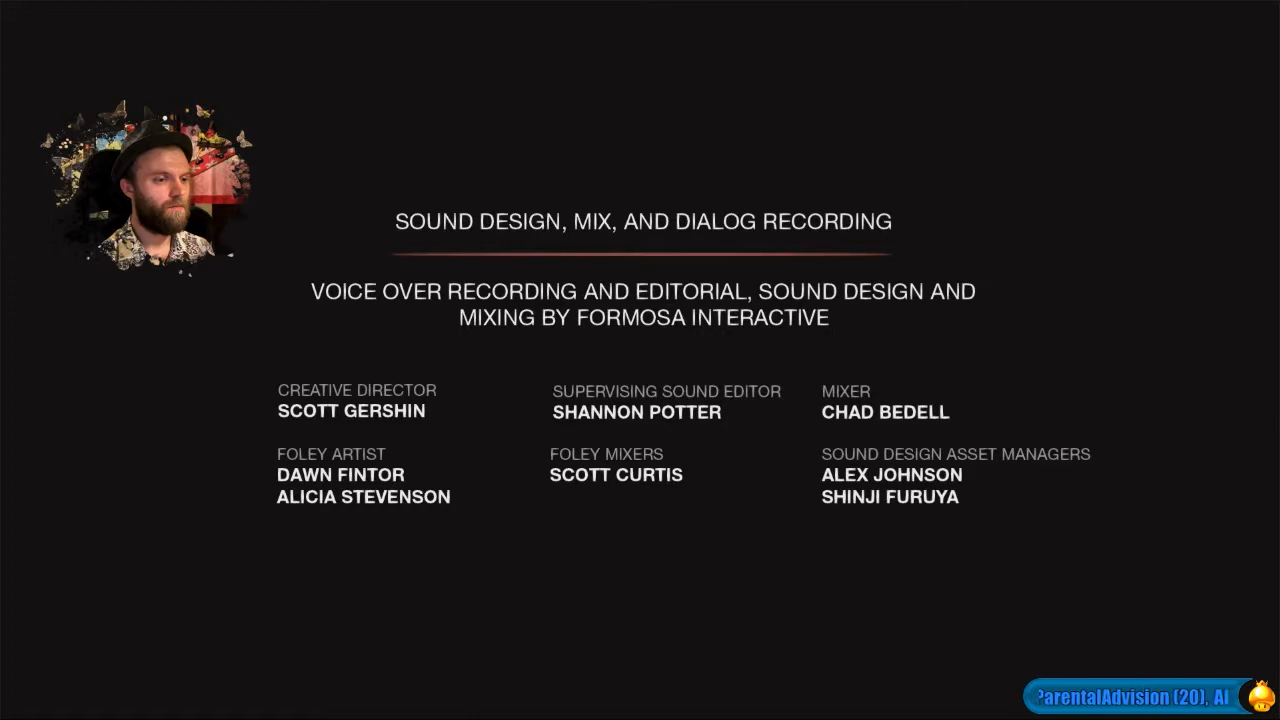 SOUND DESIGN, MIX, AND DIALOG RECORDING
VOICE OVER RECORDING AND EDITORIAL, SOUND DESIGN AND
MIXING BY FORMOSA INTERACTIVE
CREATIVE DIRECTOR
SCOTT GERSHIN
SUPERVISING SOUND EDITOR
SHANNON POTTER
MIXER
CHAD BEDELL
FOLEY ARTIST
DAWN FINTOR
ALICIA STEVENSON
FOLEY MIXERS
SCOTT CURTIS
SOUND DESIGN ASSET MANAGERS
ALEX JOHNSON
SHINJI FURUYA
ParentalAdvision (20), Al